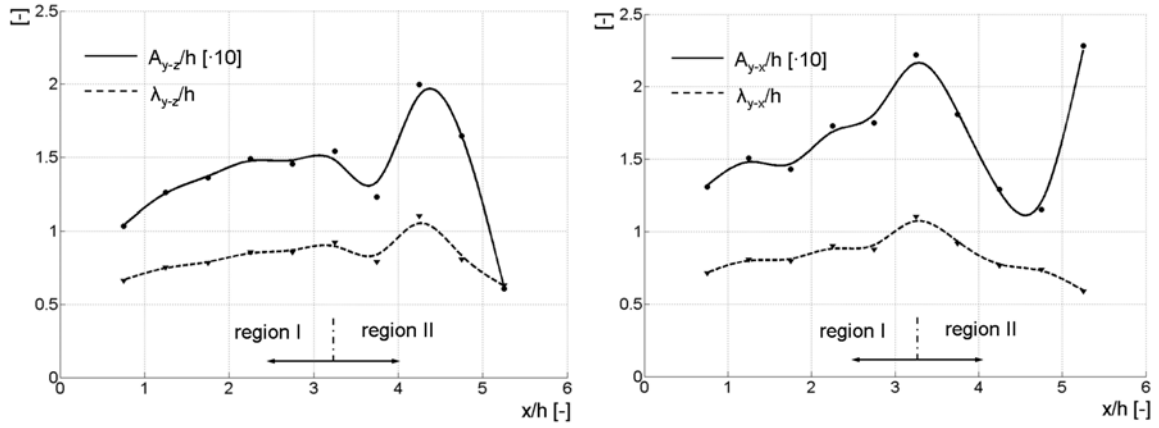 [-]
2.5
2
1.5
1
0.5
0
A_y-z/h [·10]
λ_y-z/h
region I
region II
0 1 2 3 4 5 6
x/h [-]
[-]
2.5
2
1.5
1
0.5
0
A_y-x/h [·10]
λ_y-x/h
region I
region II
0 1 2 3 4 5 6
x/h [-]